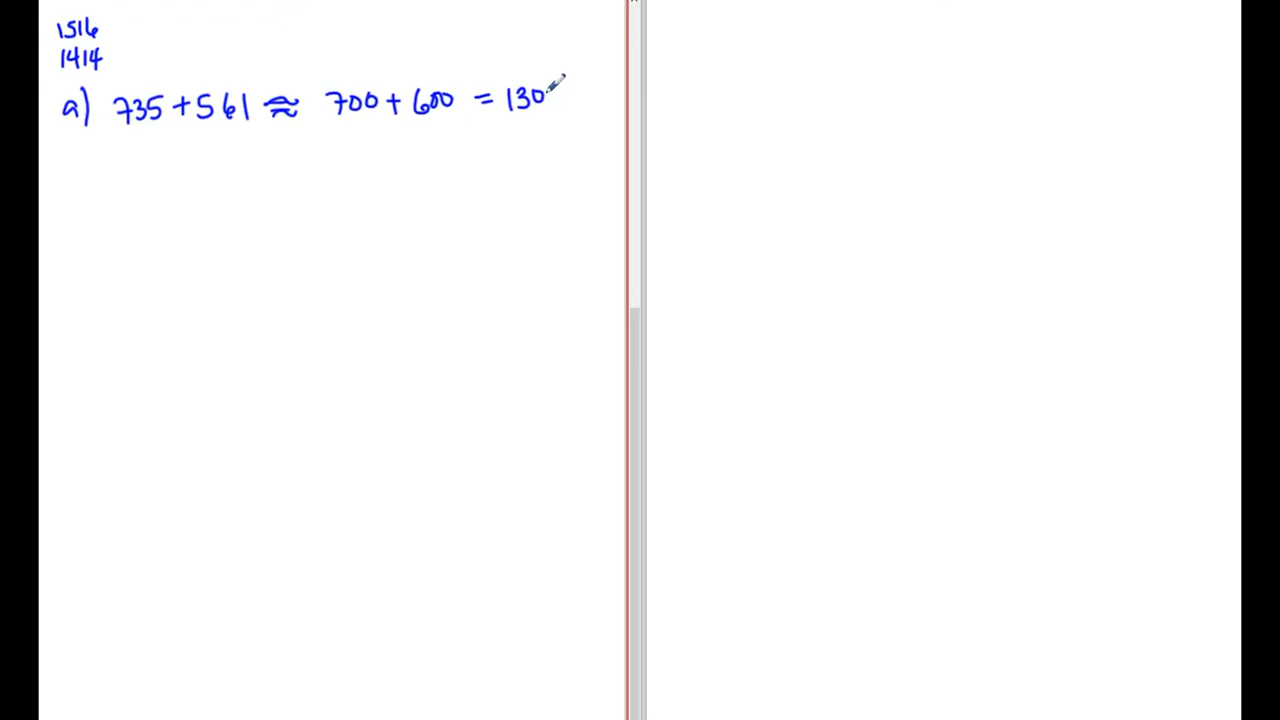 1516
1414
a) 735 + 561 ≈ 700 + 600 = 130